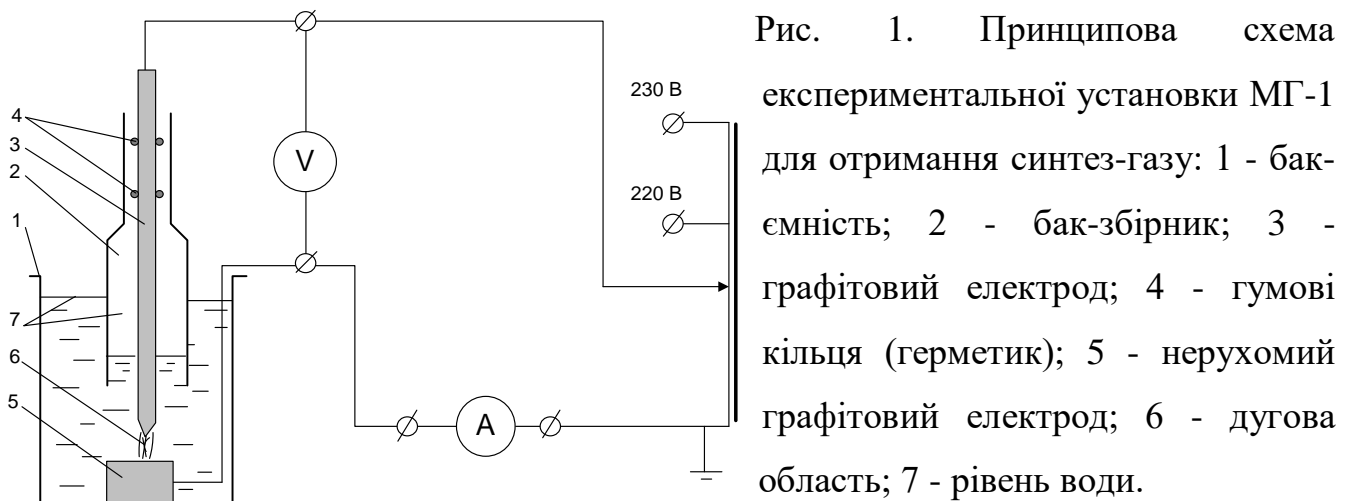 Рис. 1. Принципова схема
експериментальної установки МГ-1
для отримання синтез-газу: 1 - бак-
ємність; 2 - бак-збірник; 3 -
графітовий електрод; 4 - гумові
кільця (герметик); 5 - нерухомий
графітовий електрод; 6 - дугова
область; 7 - рівень води.
230 В
220 В
V
A
4
3
2
1
7
6
5